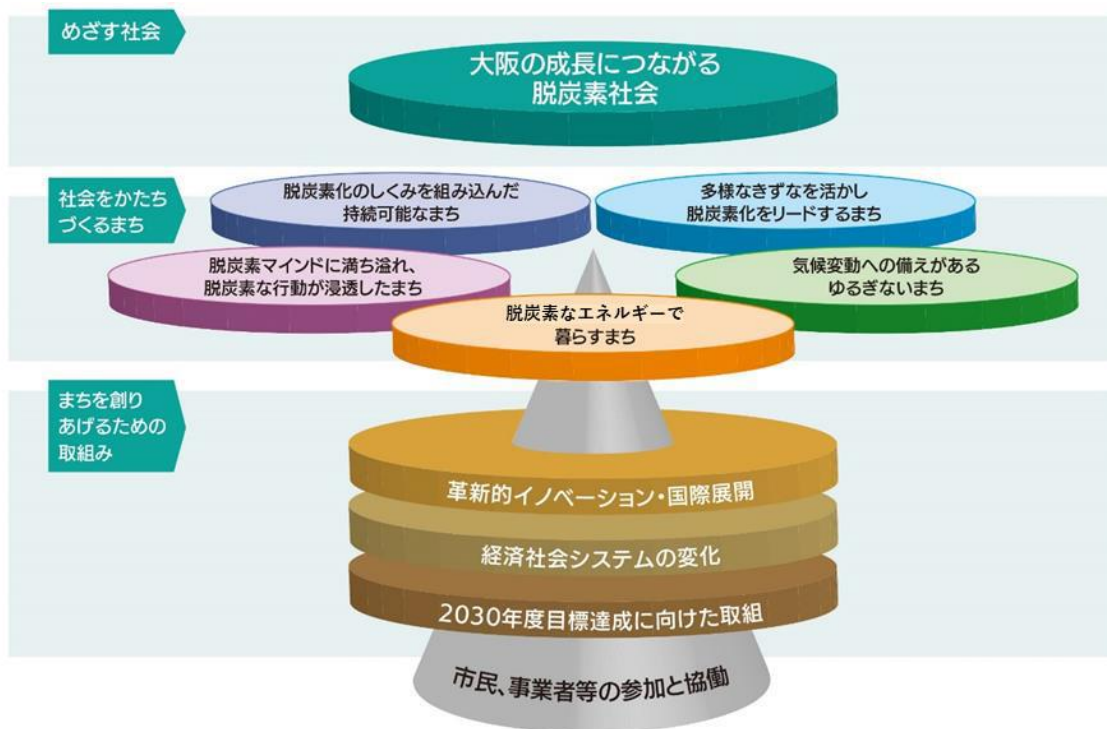 めざす社会
大阪の成長につながる
脱炭素社会
社会をかたち
づくるまち
脱炭素化のしくみを組み込んだ
持続可能なまち
多様なきずなを活かし
脱炭素化をリードするまち
脱炭素マインドに満ち溢れ、
脱炭素な行動が浸透したまち
気候変動への備えがある
ゆるぎないまち
脱炭素なエネルギーで
暮らすまち
まちを創り
あげるための
取組み
革新的イノベーション・国際展開
経済社会システムの変化
2030年度目標達成に向けた取組
市民、事業者等の参加と協働